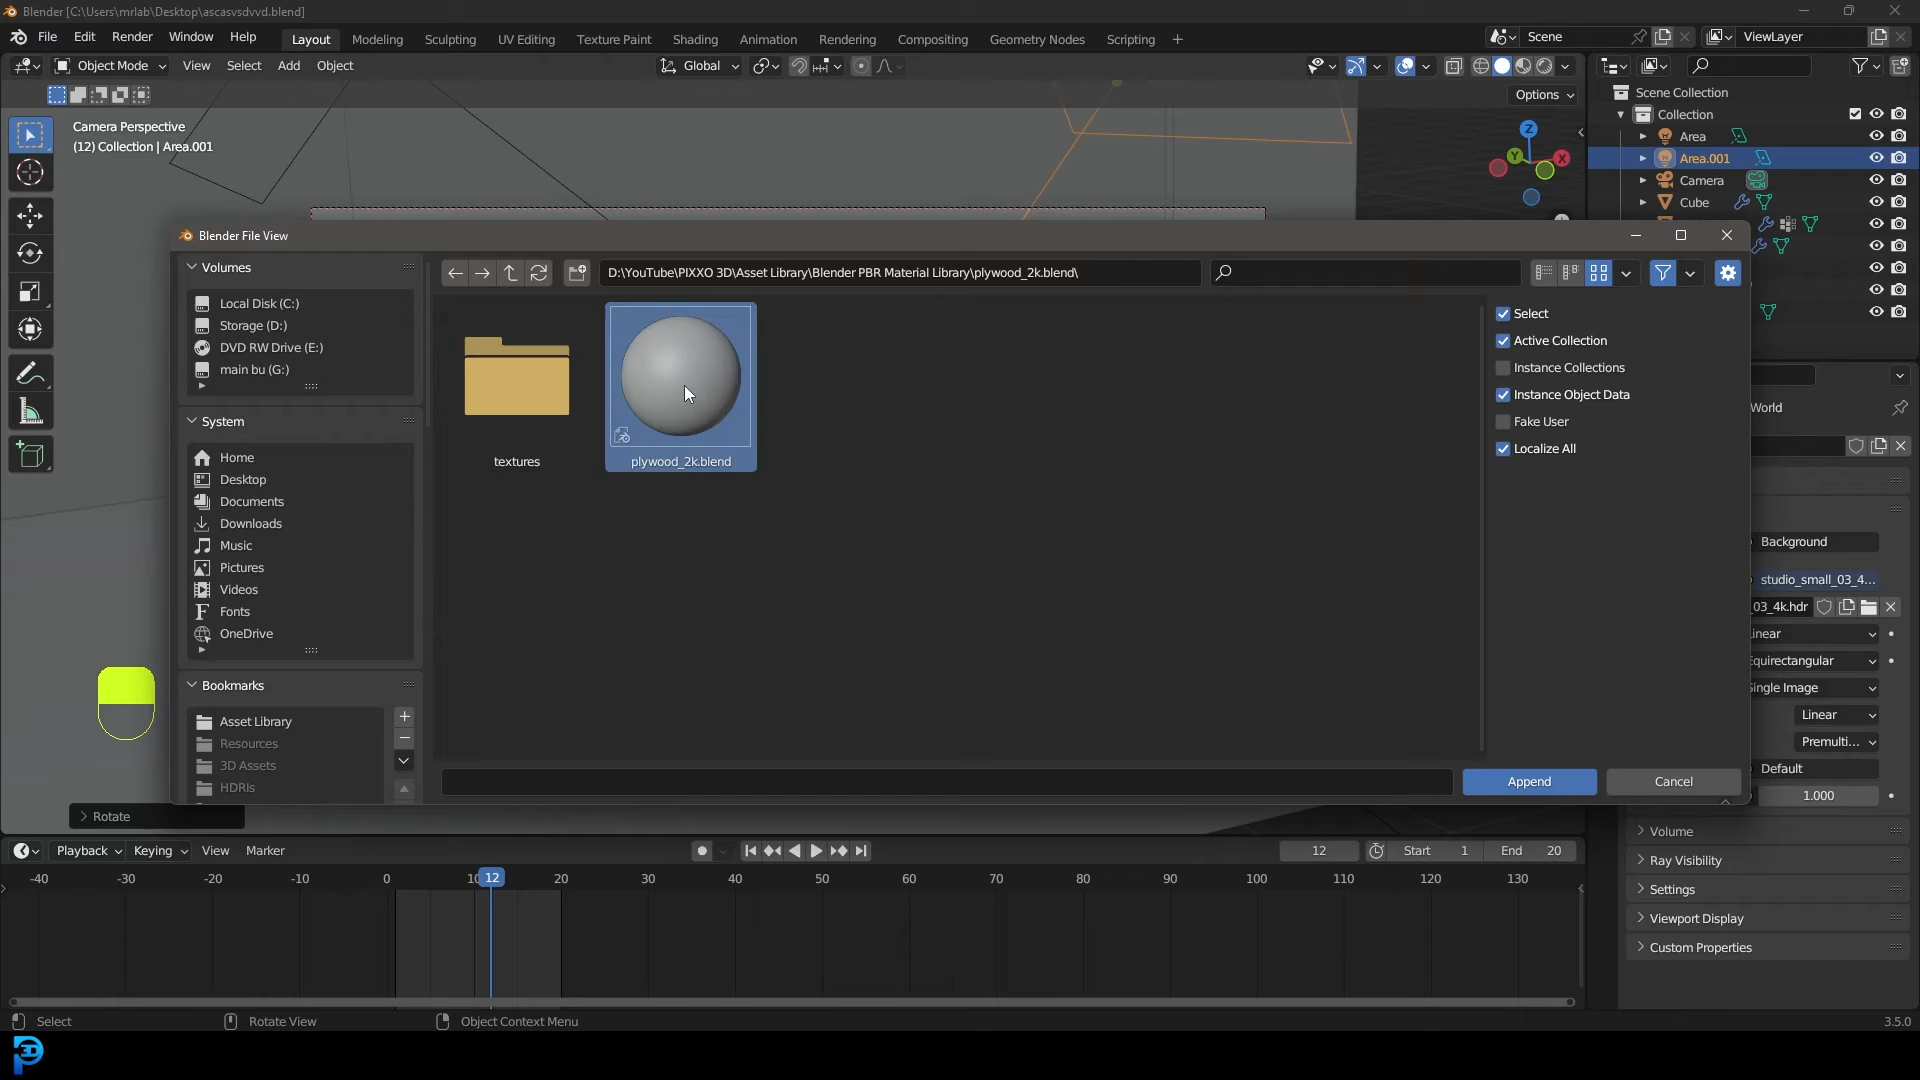 Blender [C:\Users\mrlab\Desktop\ascasvsdvvd.blend]
File Edit Render Window Help Layout Modeling Sculpting UV Editing Texture Paint Shading Animation Rendering Compositing Geometry Nodes Scripting + Scene ViewLayer
Object Mode View Select Add Object Global
Options
Camera Perspective
(12) Collection | Area.001
Z
Y
X
Scene Collection
Collection
Area
Area.001
Camera
Cube
Blender File View
Volumes
Local Disk (C:)
Storage (D:)
DVD RW Drive (E:)
main bu (G:)
System
Home
Desktop
Documents
Downloads
Music
Pictures
Videos
Fonts
OneDrive
Bookmarks
Asset Library
Resources
3D Assets
HDRIs
D:\YouTube\PIXXO 3D\Asset Library\Blender PBR Material Library\plywood_2k.blend\
textures
plywood_2k.blend
Select
Active Collection
Instance Collections
Instance Object Data
Fake User
Localize All
Append Cancel
World
Background
studio_small_03_4...
_03_4k.hdr
inear
Equirectangular
Single Image
Linear
Premulti...
Default
1.000
Volume
Ray Visibility
Settings
Viewport Display
Custom Properties
Rotate
Playback Keying View Marker 12 Start 1 End 20
-40 -30 -20 -10 0 10 12 20 30 40 50 60 70 80 90 100 110 120 130
Select Rotate View Object Context Menu 3.5.0
3D